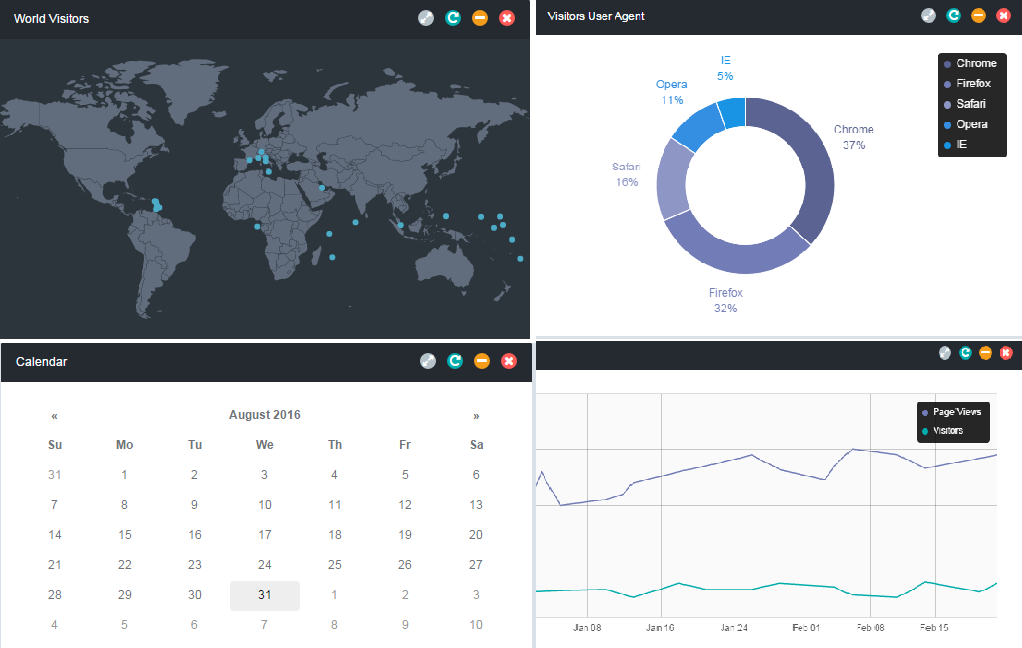 World Visitors
Visitors User Agent
IE
5%
Opera
11%
Chrome
37%
Safari
16%
Firefox
32%
Chrome
Firefox
Safari
Opera
IE
Calendar
« August 2016 »
Su Mo Tu We Th Fr Sa
31 1 2 3 4 5 6
7 8 9 10 11 12 13
14 15 16 17 18 19 20
21 22 23 24 25 26 27
28 29 30 31 1 2 3
4 5 6 7 8 9 10
Page Views
Visitors
Jan 08 Jan 16 Jan 24 Feb 01 Feb 08 Feb 15